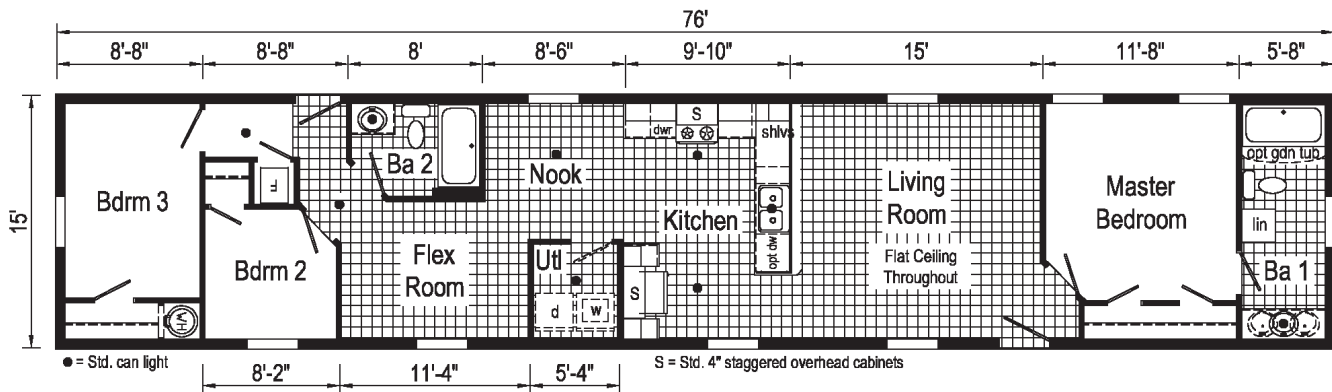 76'
8'-8" 8'-8" 8' 8'-6" 9'-10" 15' 11'-8" 5'-8"
15'
S
dwr
shlvs
opt gdn tub
Ba 2
Nook
F
Bdrm 3
Living
Room
Master
Bedroom
Kitchen
lin
Flat Ceiling
Throughout
Bdrm 2
Flex
Room
Utl
opt dw
Ba 1
S
d
w
WH
= Std. can light
S = Std. 4" staggered overhead cabinets
8'-2" 11'-4" 5'-4"